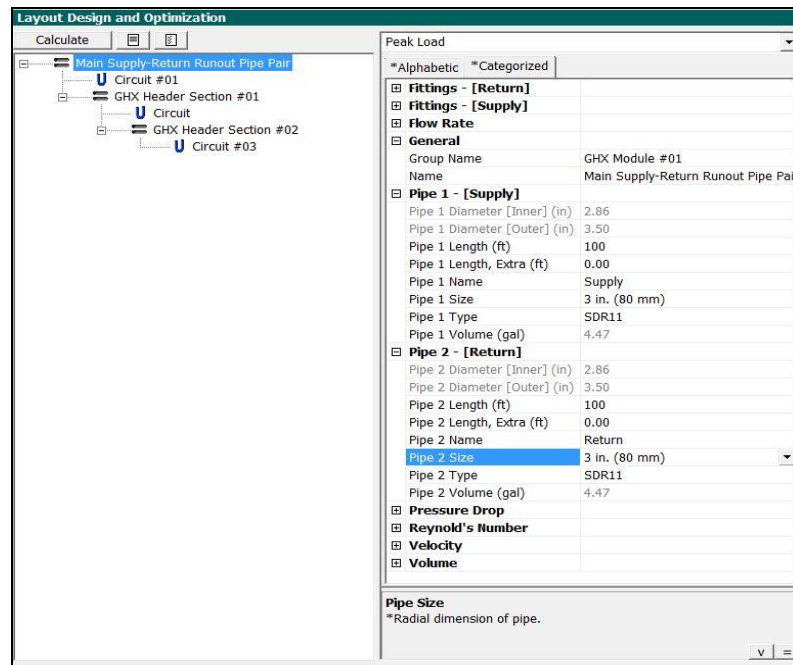 Layout Design and Optimization
Calculate
Main Supply-Return Runout Pipe Pair
Circuit #01
GHX Header Section #01
Circuit
GHX Header Section #02
Circuit #03
Peak Load
*Alphabetic *Categorized
Fittings - [Return]
Fittings - [Supply]
Flow Rate
General
Group Name GHX Module #01
Name Main Supply-Return Runout Pipe Pai
Pipe 1 - [Supply]
Pipe 1 Diameter [Inner] (in) 2.86
Pipe 1 Diameter [Outer] (in) 3.50
Pipe 1 Length (ft) 100
Pipe 1 Length, Extra (ft) 0.00
Pipe 1 Name Supply
Pipe 1 Size 3 in. (80 mm)
Pipe 1 Type SDR11
Pipe 1 Volume (gal) 4.47
Pipe 2 - [Return]
Pipe 2 Diameter [Inner] (in) 2.86
Pipe 2 Diameter [Outer] (in) 3.50
Pipe 2 Length (ft) 100
Pipe 2 Length, Extra (ft) 0.00
Pipe 2 Name Return
Pipe 2 Size 3 in. (80 mm)
Pipe 2 Type SDR11
Pipe 2 Volume (gal) 4.47
Pressure Drop
Reynold's Number
Velocity
Volume
Pipe Size
*Radial dimension of pipe.
v =